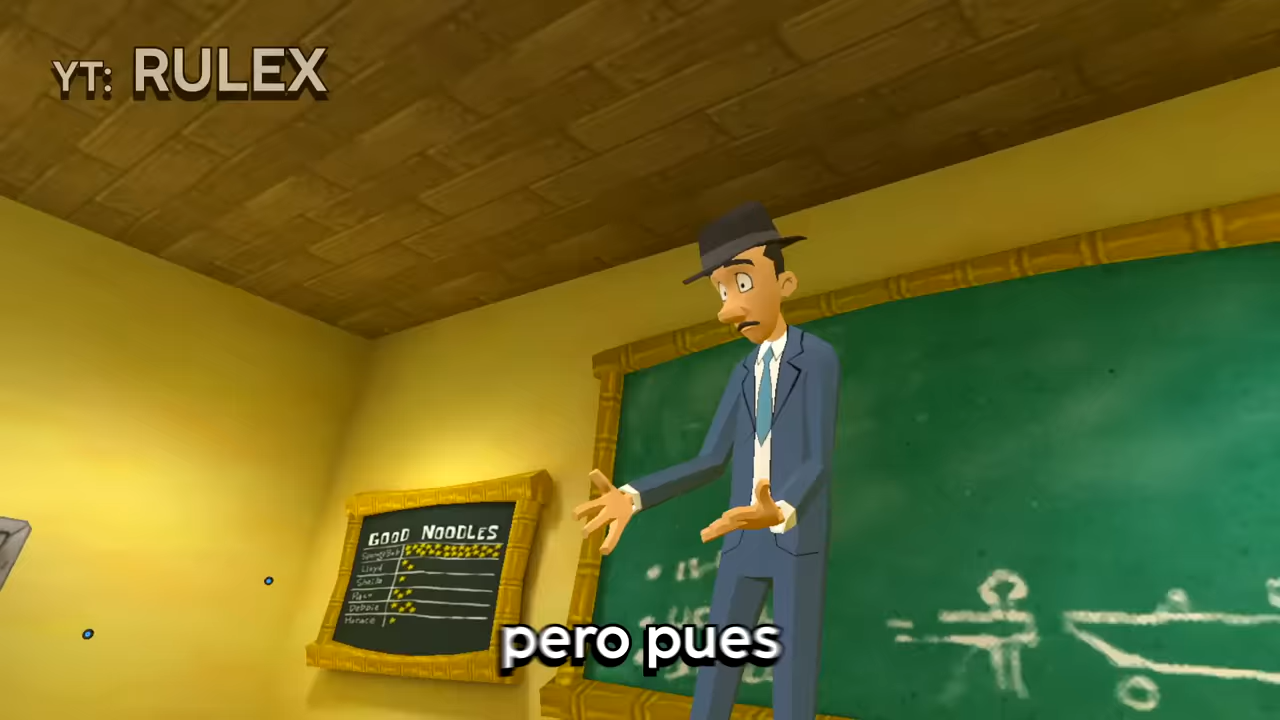 YT: RULEX
GOOD NOODLES
SpongeBob
Lloyd
Sheila
Debbie
Horace
pero pues